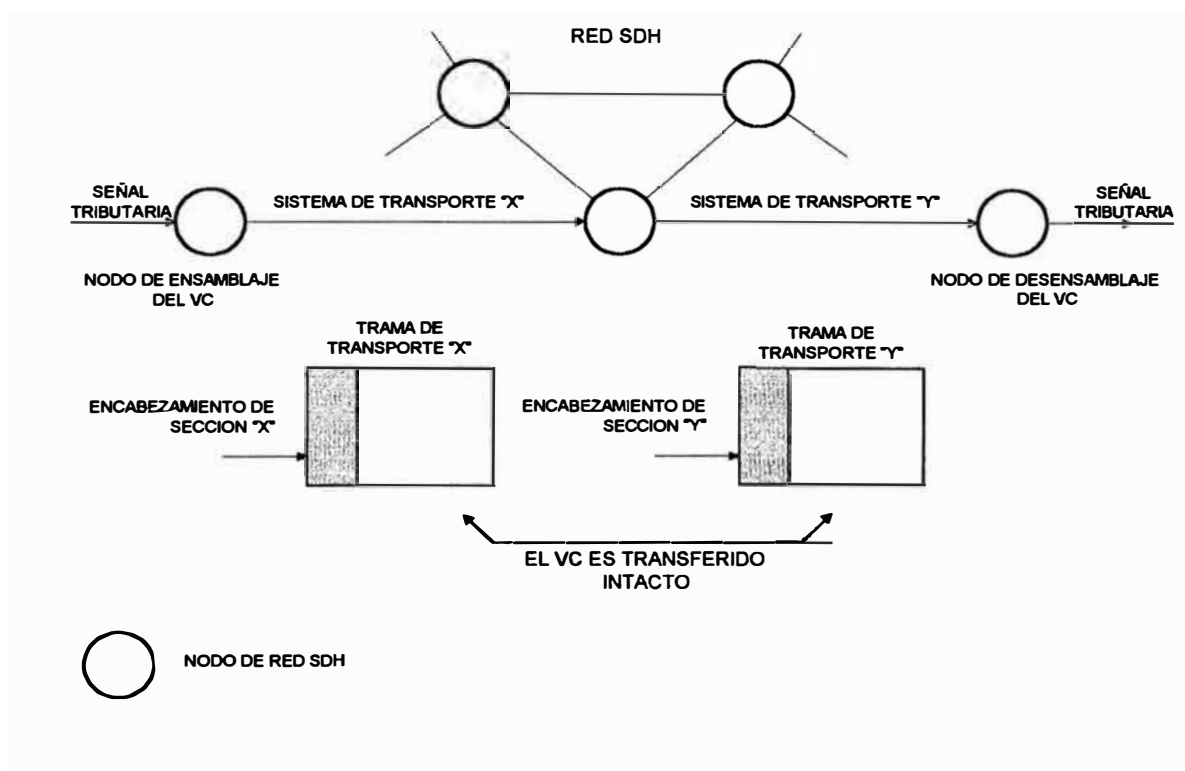 RED SDH
SEÑAL
TRIBUTARIA
SISTEMA DE TRANSPORTE "X"
SISTEMA DE TRANSPORTE "Y"
SEÑAL
TRIBUTARIA
NODO DE ENSAMBLAJE
DEL VC
NODO DE DESENSAMBLAJE
DEL VC
TRAMA DE
TRANSPORTE "X"
TRAMA DE
TRANSPORTE "Y"
ENCABEZAMIENTO DE
SECCION "X"
ENCABEZAMIENTO DE
SECCION "Y"
EL VC ES TRANSFERIDO
INTACTO
NODO DE RED SDH